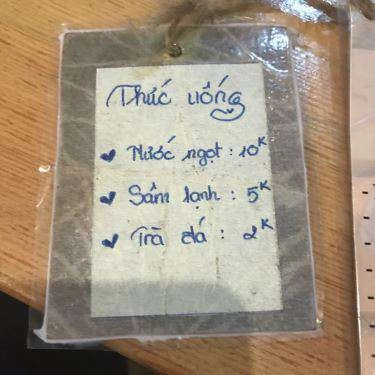 Thức uống
Nước ngọt : 10K
Sâm lạnh : 5K
Trà đá : 2K